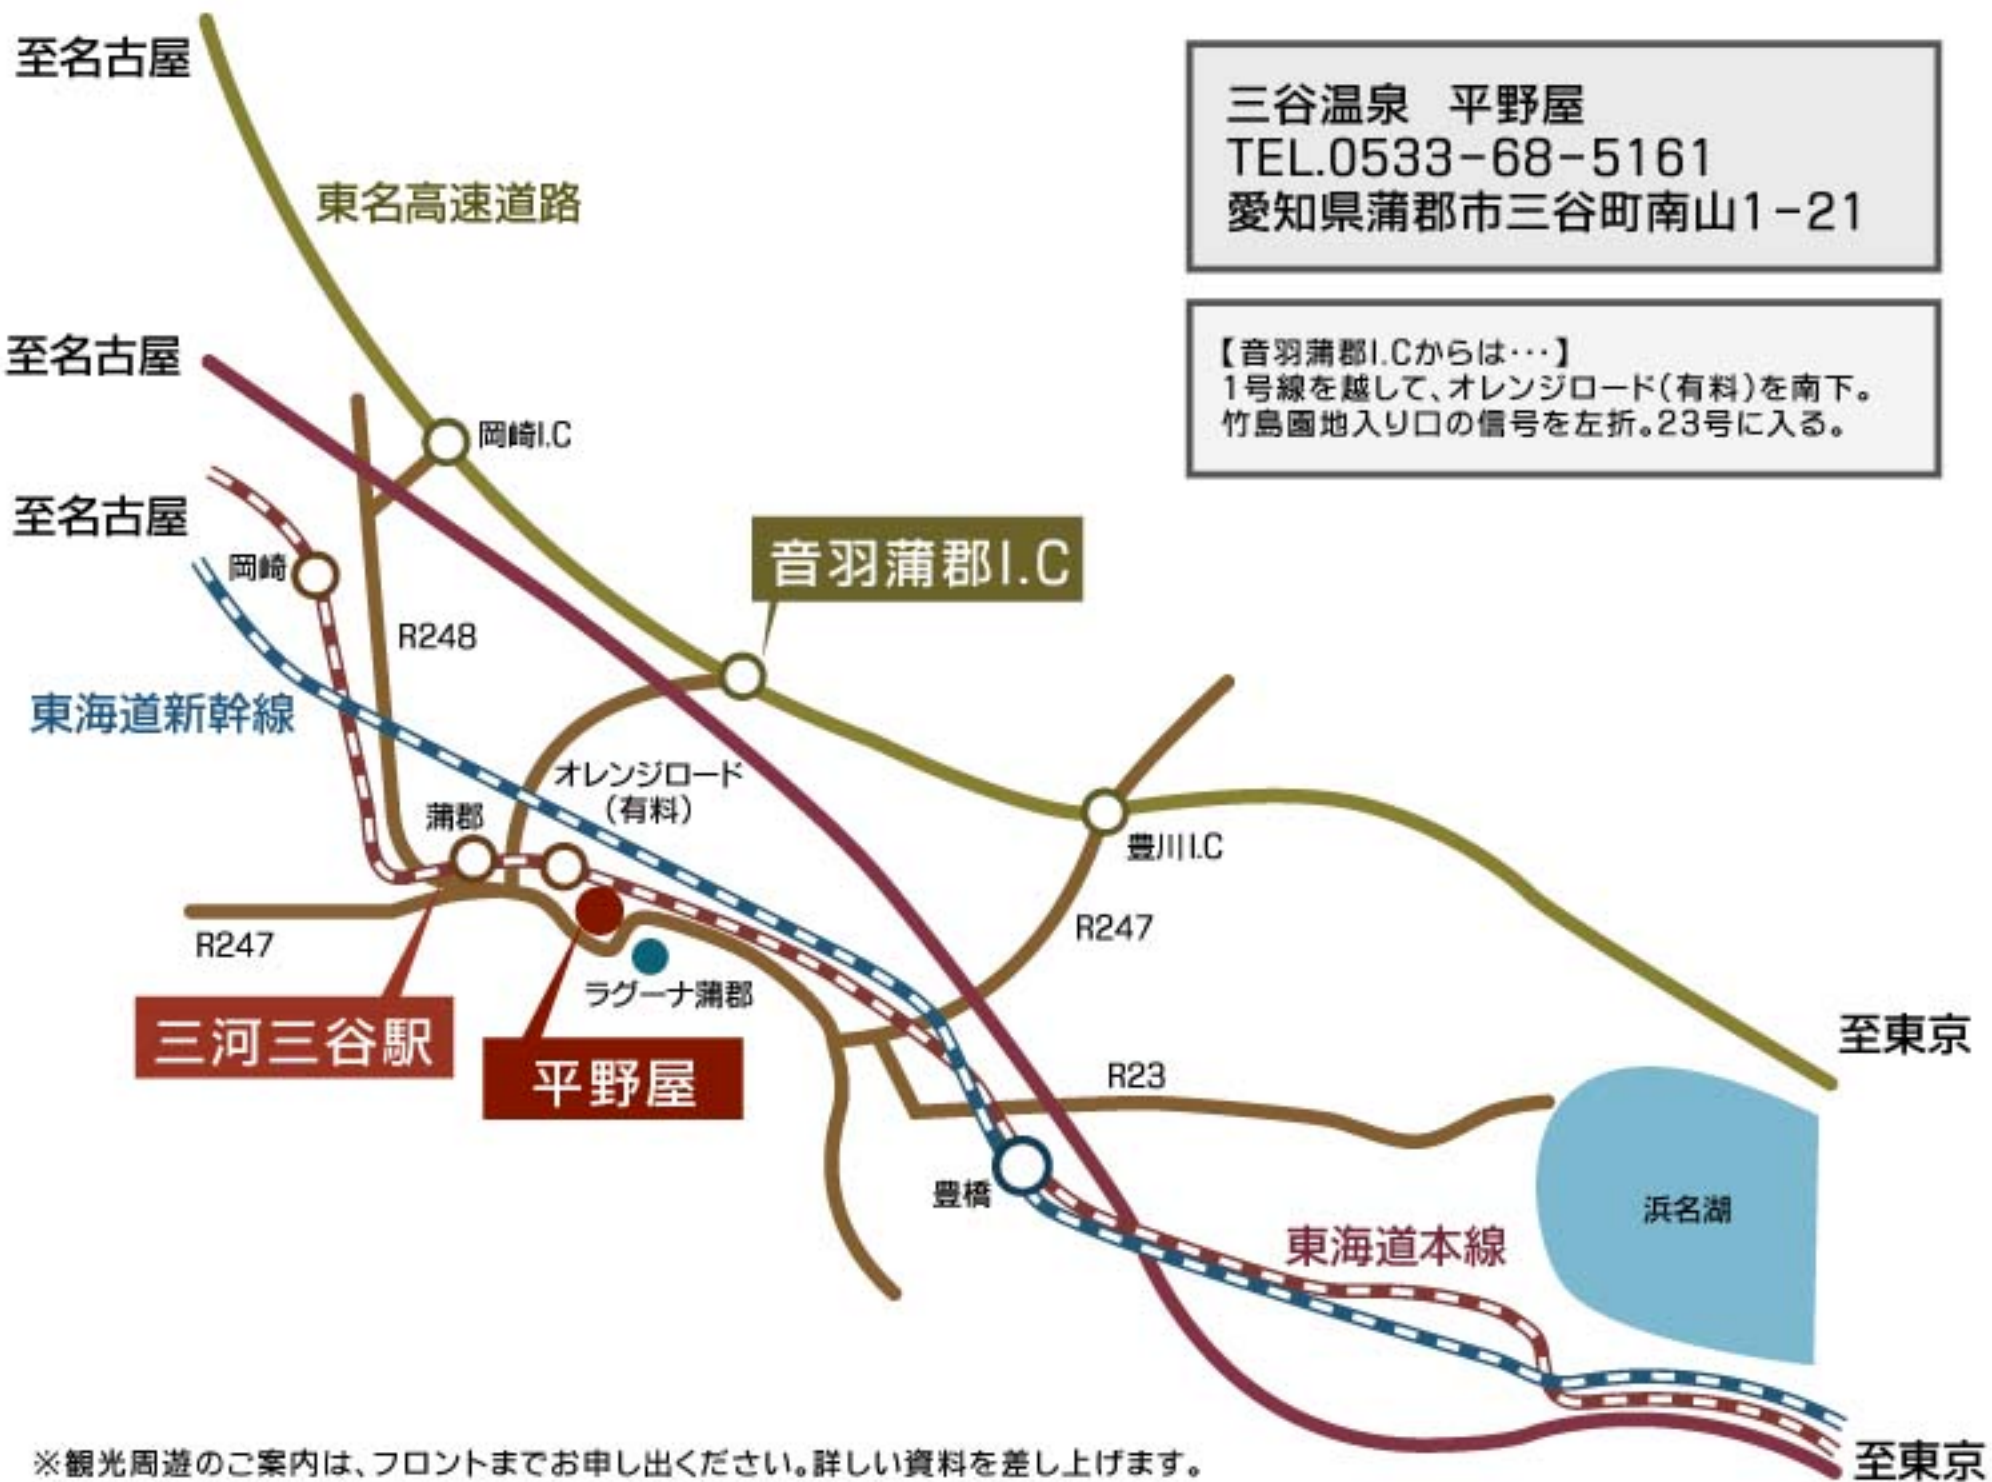 至名古屋
三谷温泉 平野屋
TEL.0533-68-5161
愛知県蒲郡市三谷町南山1-21
東名高速道路
至名古屋
【音羽蒲郡I.Cからは・・・】
1号線を越して、オレンジロード(有料)を南下。
竹島園地入り口の信号を左折。23号に入る。
岡崎I.C
至名古屋
音羽蒲郡I.C
岡崎
R248
東海道新幹線
オレンジロード
(有料)
蒲郡
豊川I.C
R247
R247
ラグーナ蒲郡
三河三谷駅
平野屋
至東京
R23
豊橋
浜名湖
東海道本線
至東京
※観光周遊のご案内は、フロントまでお申し出ください。詳しい資料を差し上げます。